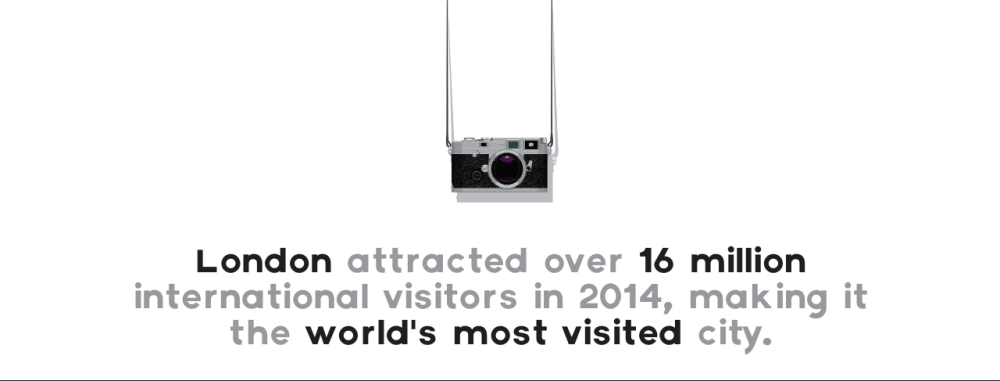 London attracted over 16 million
international visitors in 2014, making it
the world's most visited city.